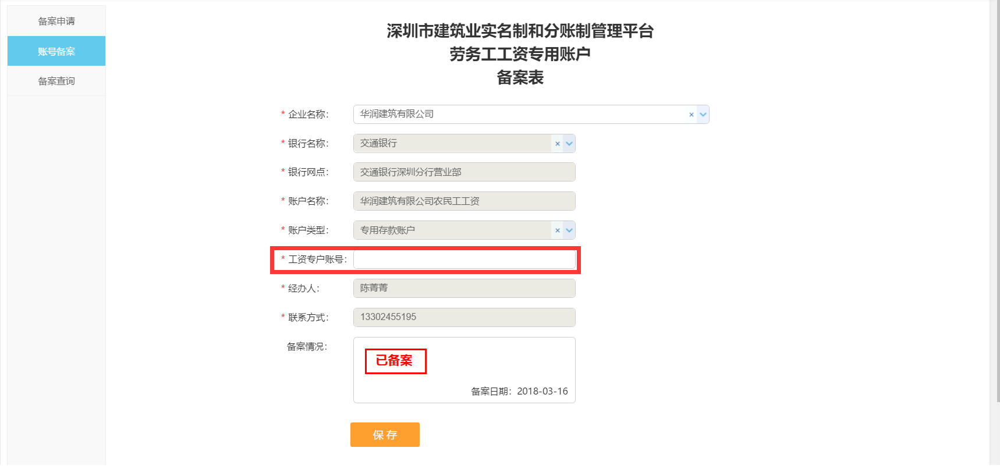 备案申请
账号备案
备案查询
深圳市建筑业实名制和分账制管理平台
劳务工工资专用账户
备案表
* 企业名称： 华润建筑有限公司
* 银行名称： 交通银行
* 银行网点： 交通银行深圳分行营业部
* 账户名称： 华润建筑有限公司农民工工资
* 账户类型： 专用存款账户
* 工资专户账号：
* 经办人： 陈菁菁
* 联系方式： 13302455195
备案情况： 已备案
备案日期：2018-03-16
保 存